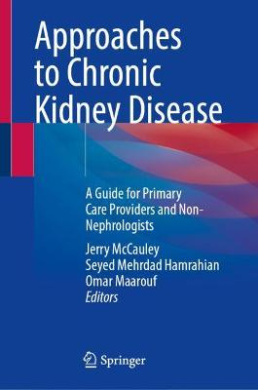 Approaches
to Chronic
Kidney Disease
A Guide for Primary
Care Providers and Non-
Nephrologists
Jerry McCauley
Seyed Mehrdad Hamrahian
Omar Maarouf
Editors
Springer